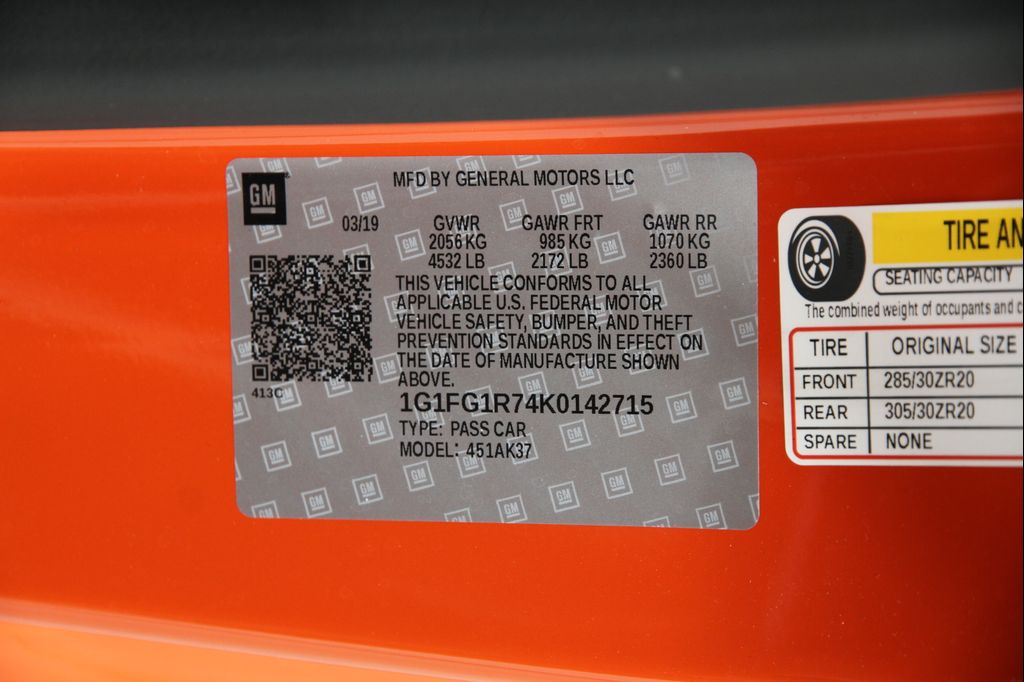 GM
MFD BY GENERAL MOTORS LLC
03/19 GVWR GAWR FRT GAWR RR
2056 KG 985 KG 1070 KG
4532 LB 2172 LB 2360 LB
THIS VEHICLE CONFORMS TO ALL
APPLICABLE U.S. FEDERAL MOTOR
VEHICLE SAFETY, BUMPER, AND THEFT
PREVENTION STANDARDS IN EFFECT ON
THE DATE OF MANUFACTURE SHOWN
ABOVE.
413C
1G1FG1R74K0142715
TYPE: PASS CAR
MODEL: 451AK37
TIRE AN
SEATING CAPACITY
The combined weight of occupants and c
TIRE ORIGINAL SIZE
FRONT 285/30ZR20
REAR 305/30ZR20
SPARE NONE